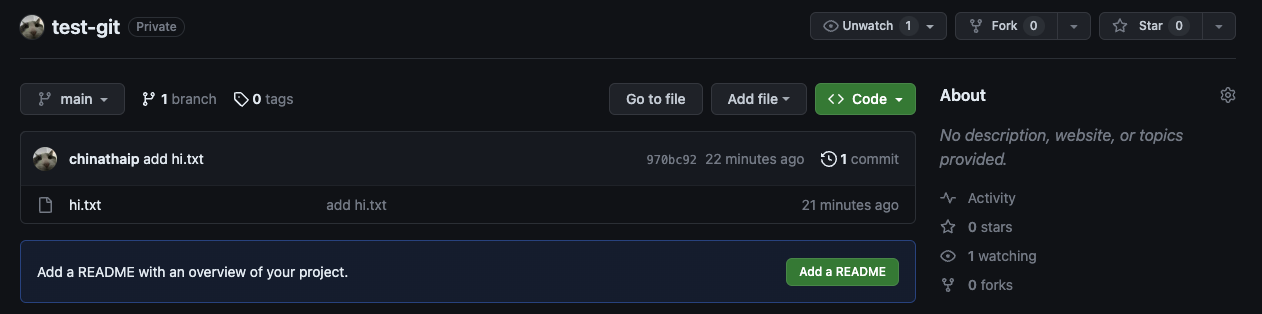 test-git Private Unwatch 1 Fork 0 Star 0
main 1 branch 0 tags Go to file Add file Code
chinathaip add hi.txt 970bc92 22 minutes ago 1 commit
hi.txt add hi.txt 21 minutes ago
Add a README with an overview of your project. Add a README
About
No description, website, or topics
provided.
Activity
0 stars
1 watching
0 forks